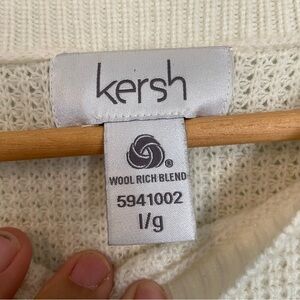 kersh
®
WOOL RICH BLEND
5941002
l/g